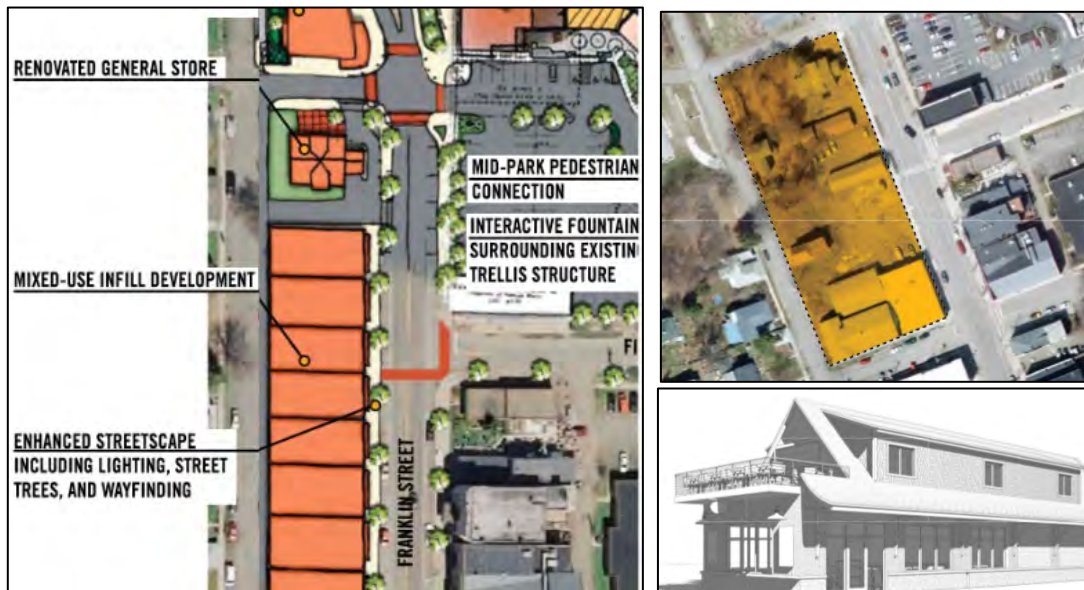 RENOVATED GENERAL STORE
MID-PARK PEDESTRIAN
CONNECTION
INTERACTIVE FOUNTAIN
SURROUNDING EXISTIN
TRELLIS STRUCTURE
MIXED-USE INFILL DEVELOPMENT
FI
ENHANCED STREETSCAPE
INCLUDING LIGHTING, STREET
TREES, AND WAYFINDING
FRANKLIN STREET